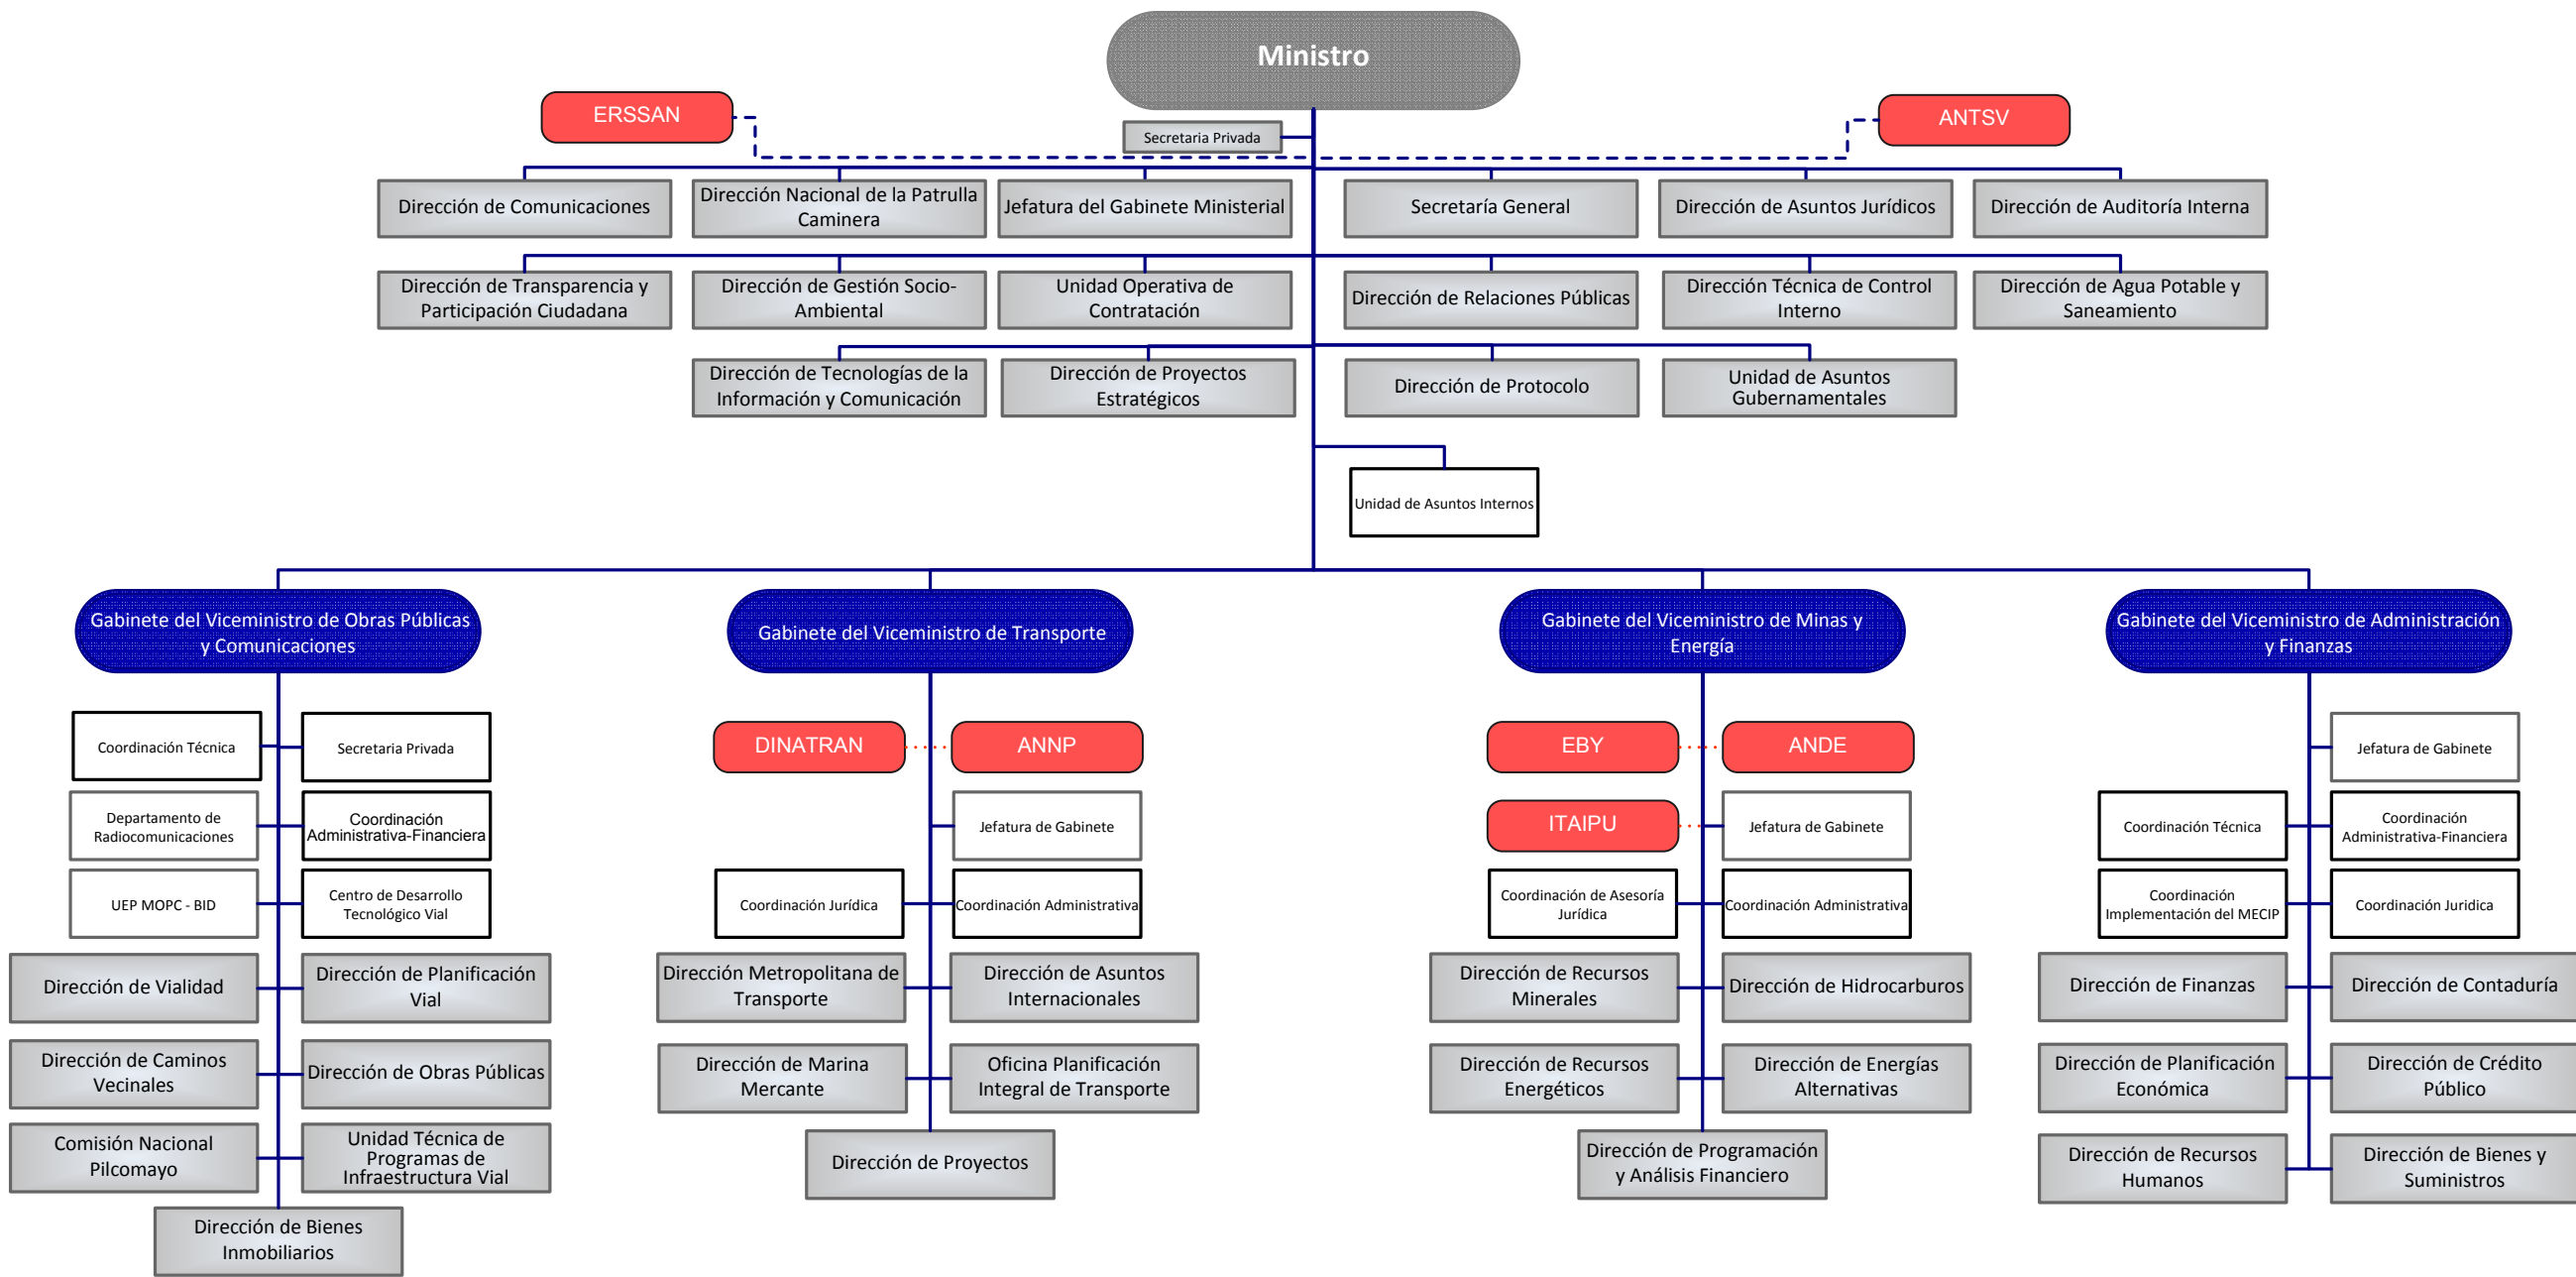 Ministro
ERSSAN
ANTSV
Secretaria Privada
Dirección de Comunicaciones
Dirección Nacional de la Patrulla
Caminera
Jefatura del Gabinete Ministerial
Secretaría General
Dirección de Asuntos Jurídicos
Dirección de Auditoría Interna
Dirección de Transparencia y
Participación Ciudadana
Dirección de Gestión Socio-
Ambiental
Unidad Operativa de
Contratación
Dirección de Relaciones Públicas
Dirección Técnica de Control
Interno
Dirección de Agua Potable y
Saneamiento
Dirección de Tecnologías de la
Información y Comunicación
Dirección de Proyectos
Estratégicos
Dirección de Protocolo
Unidad de Asuntos
Gubernamentales
Unidad de Asuntos Internos
Gabinete del Viceministro de Obras Públicas
y Comunicaciones
Coordinación Técnica
Secretaria Privada
Departamento de
Radiocomunicaciones
Coordinación
Administrativa-Financiera
UEP MOPC - BID
Centro de Desarrollo
Tecnológico Vial
Dirección de Vialidad
Dirección de Planificación
Vial
Dirección de Caminos
Vecinales
Dirección de Obras Públicas
Comisión Nacional
Pilcomayo
Unidad Técnica de
Programas de
Infraestructura Vial
Dirección de Bienes
Inmobiliarios
Gabinete del Viceministro de Transporte
DINATRAN
ANNP
Jefatura de Gabinete
Coordinación Jurídica
Coordinación Administrativa
Dirección Metropolitana de
Transporte
Dirección de Asuntos
Internacionales
Dirección de Marina
Mercante
Oficina Planificación
Integral de Transporte
Dirección de Proyectos
Gabinete del Viceministro de Minas y
Energía
EBY
ANDE
ITAIPU
Jefatura de Gabinete
Coordinación de Asesoría
Jurídica
Coordinación Administrativa
Dirección de Recursos
Minerales
Dirección de Hidrocarburos
Dirección de Recursos
Energéticos
Dirección de Energías
Alternativas
Dirección de Programación
y Análisis Financiero
Gabinete del Viceministro de Administración
y Finanzas
Jefatura de Gabinete
Coordinación Técnica
Coordinación
Administrativa-Financiera
Coordinación
Implementación del MECIP
Coordinación Juridica
Dirección de Finanzas
Dirección de Contaduría
Dirección de Planificación
Económica
Dirección de Crédito
Público
Dirección de Recursos
Humanos
Dirección de Bienes y
Suministros